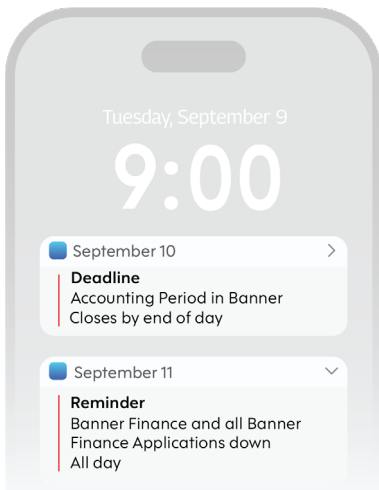 Tuesday, September 9
9:00
September 10
Deadline
Accounting Period in Banner
Closes by end of day
September 11
Reminder
Banner Finance and all Banner
Finance Applications down
All day